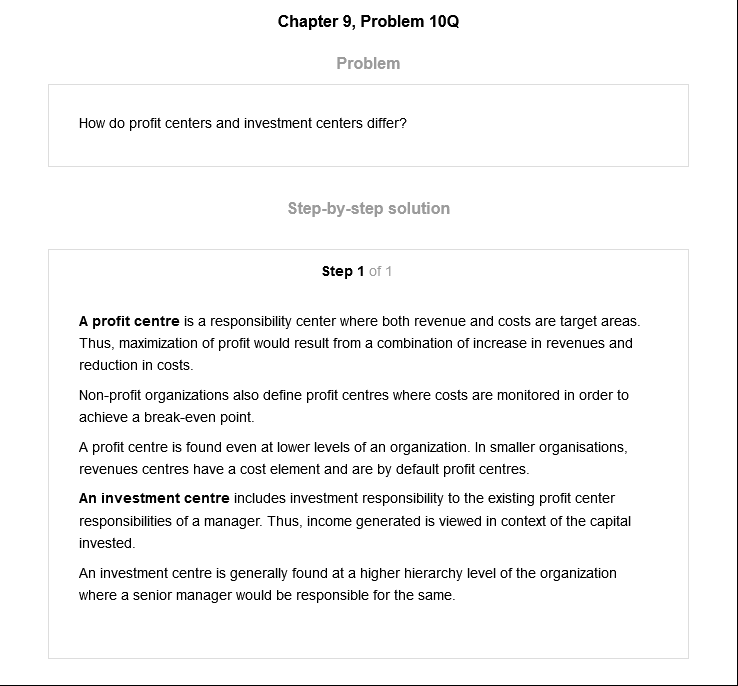 Chapter 9, Problem 10Q
Problem
How do profit centers and investment centers differ?
Step-by-step solution
Step 1 of 1
A profit centre is a responsibility center where both revenue and costs are target areas.
Thus, maximization of profit would result from a combination of increase in revenues and
reduction in costs.
Non-profit organizations also define profit centres where costs are monitored in order to
achieve a break-even point.
A profit centre is found even at lower levels of an organization. In smaller organisations,
revenues centres have a cost element and are by default profit centres.
An investment centre includes investment responsibility to the existing profit center
responsibilities of a manager. Thus, income generated is viewed in context of the capital
invested.
An investment centre is generally found at a higher hierarchy level of the organization
where a senior manager would be responsible for the same.